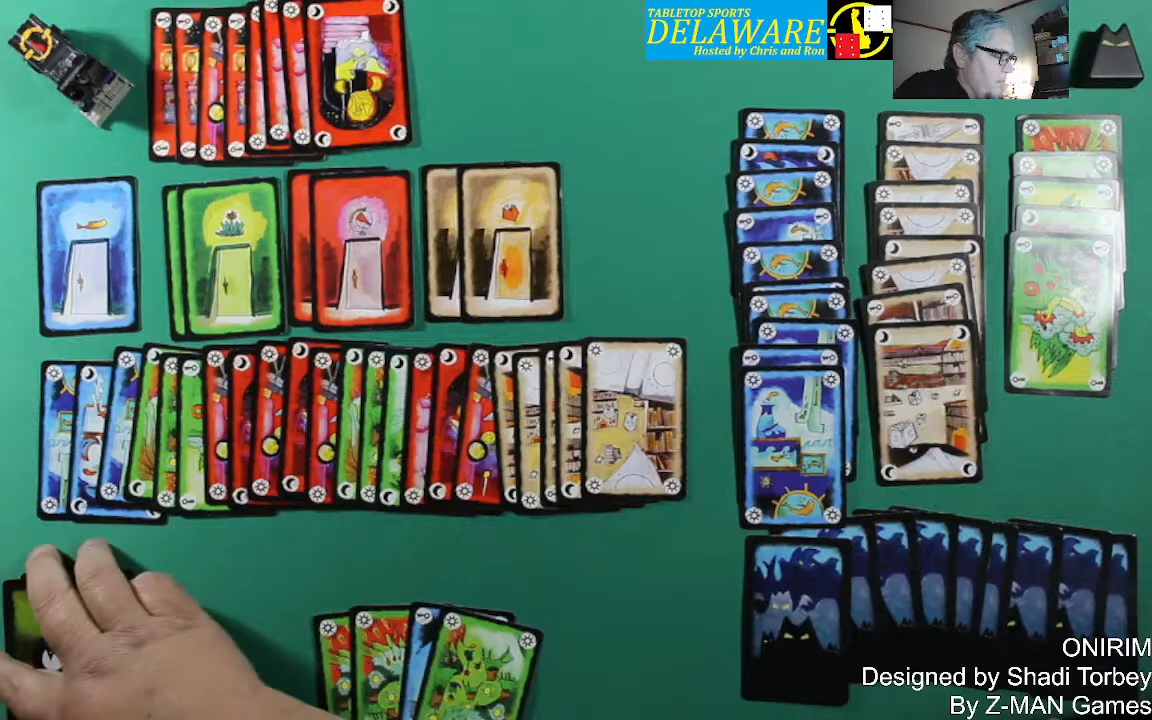 TABLETOP SPORTS
DELAWARE
Hosted by Chris and Ron
ONIRIM
Designed by Shadi Torbey
By Z-MAN Games